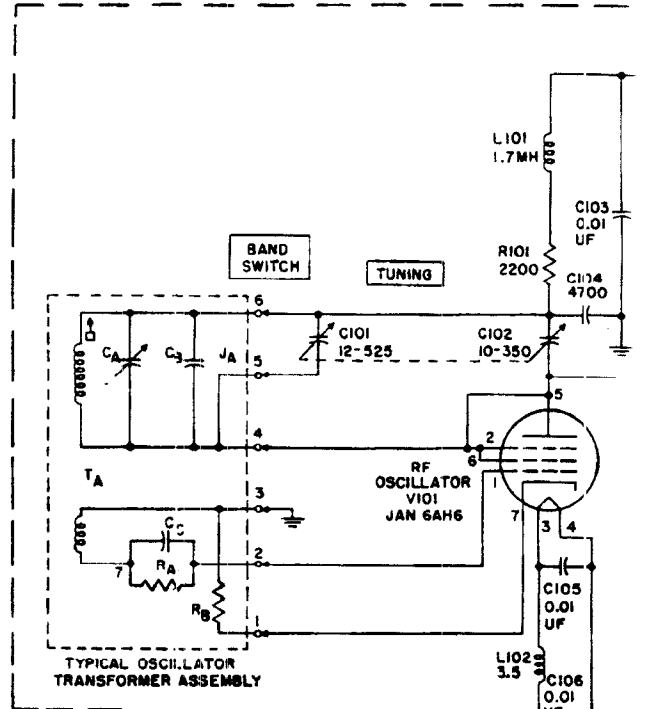 L101
1.7MH
C103
0.01
UF
BAND
SWITCH
TUNING
R101
2200
C104
4700
6
C101
12-525
C102
10-350
CA
CB
JA
5
5
4
2
6
1
7
3
4
RF
OSCILLATOR
V101
JAN 6AH6
TA
3
CC
2
7
RA
RB
1
C105
0.01
UF
L102
3.5
C106
0.01
TYPICAL OSCILLATOR
TRANSFORMER ASSEMBLY